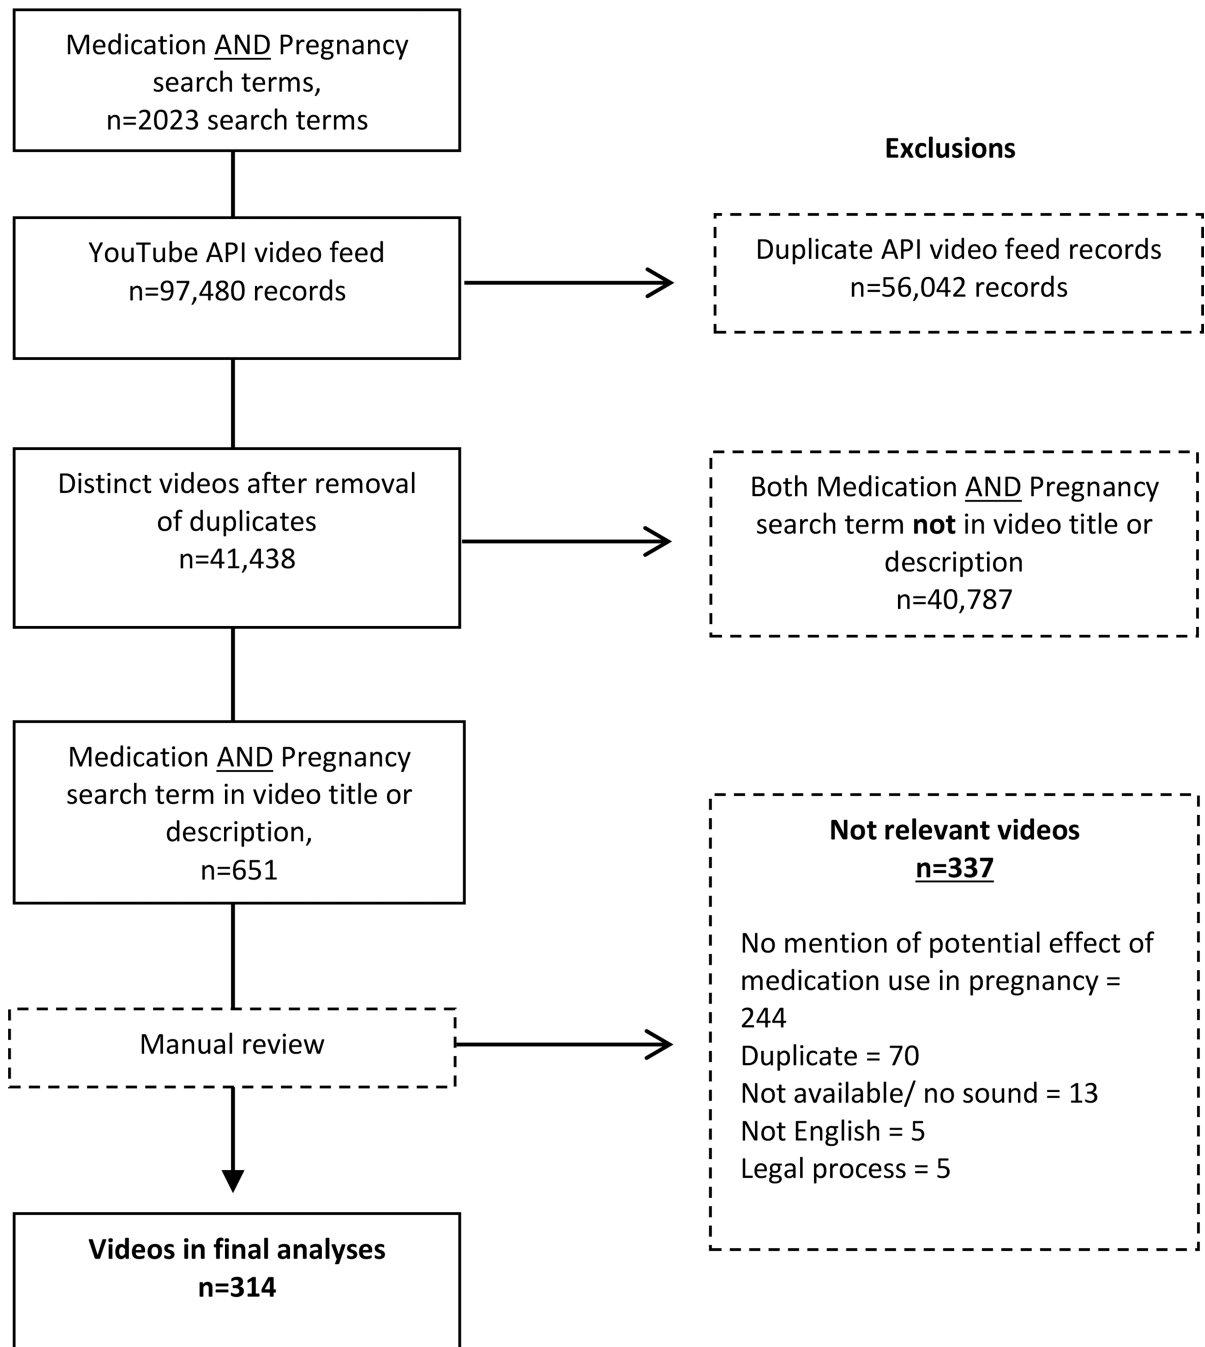 Medication AND Pregnancy
search terms,
n=2023 search terms
Exclusions
YouTube API video feed
n=97,480 records
Duplicate API video feed records
n=56,042 records
Distinct videos after removal
of duplicates
n=41,438
Both Medication AND Pregnancy
search term not in video title or
description
n=40,787
Medication AND Pregnancy
search term in video title or
description,
n=651
Not relevant videos
n=337
No mention of potential effect of
medication use in pregnancy =
244
Duplicate = 70
Not available/ no sound = 13
Not English = 5
Legal process = 5
Manual review
Videos in final analyses
n=314